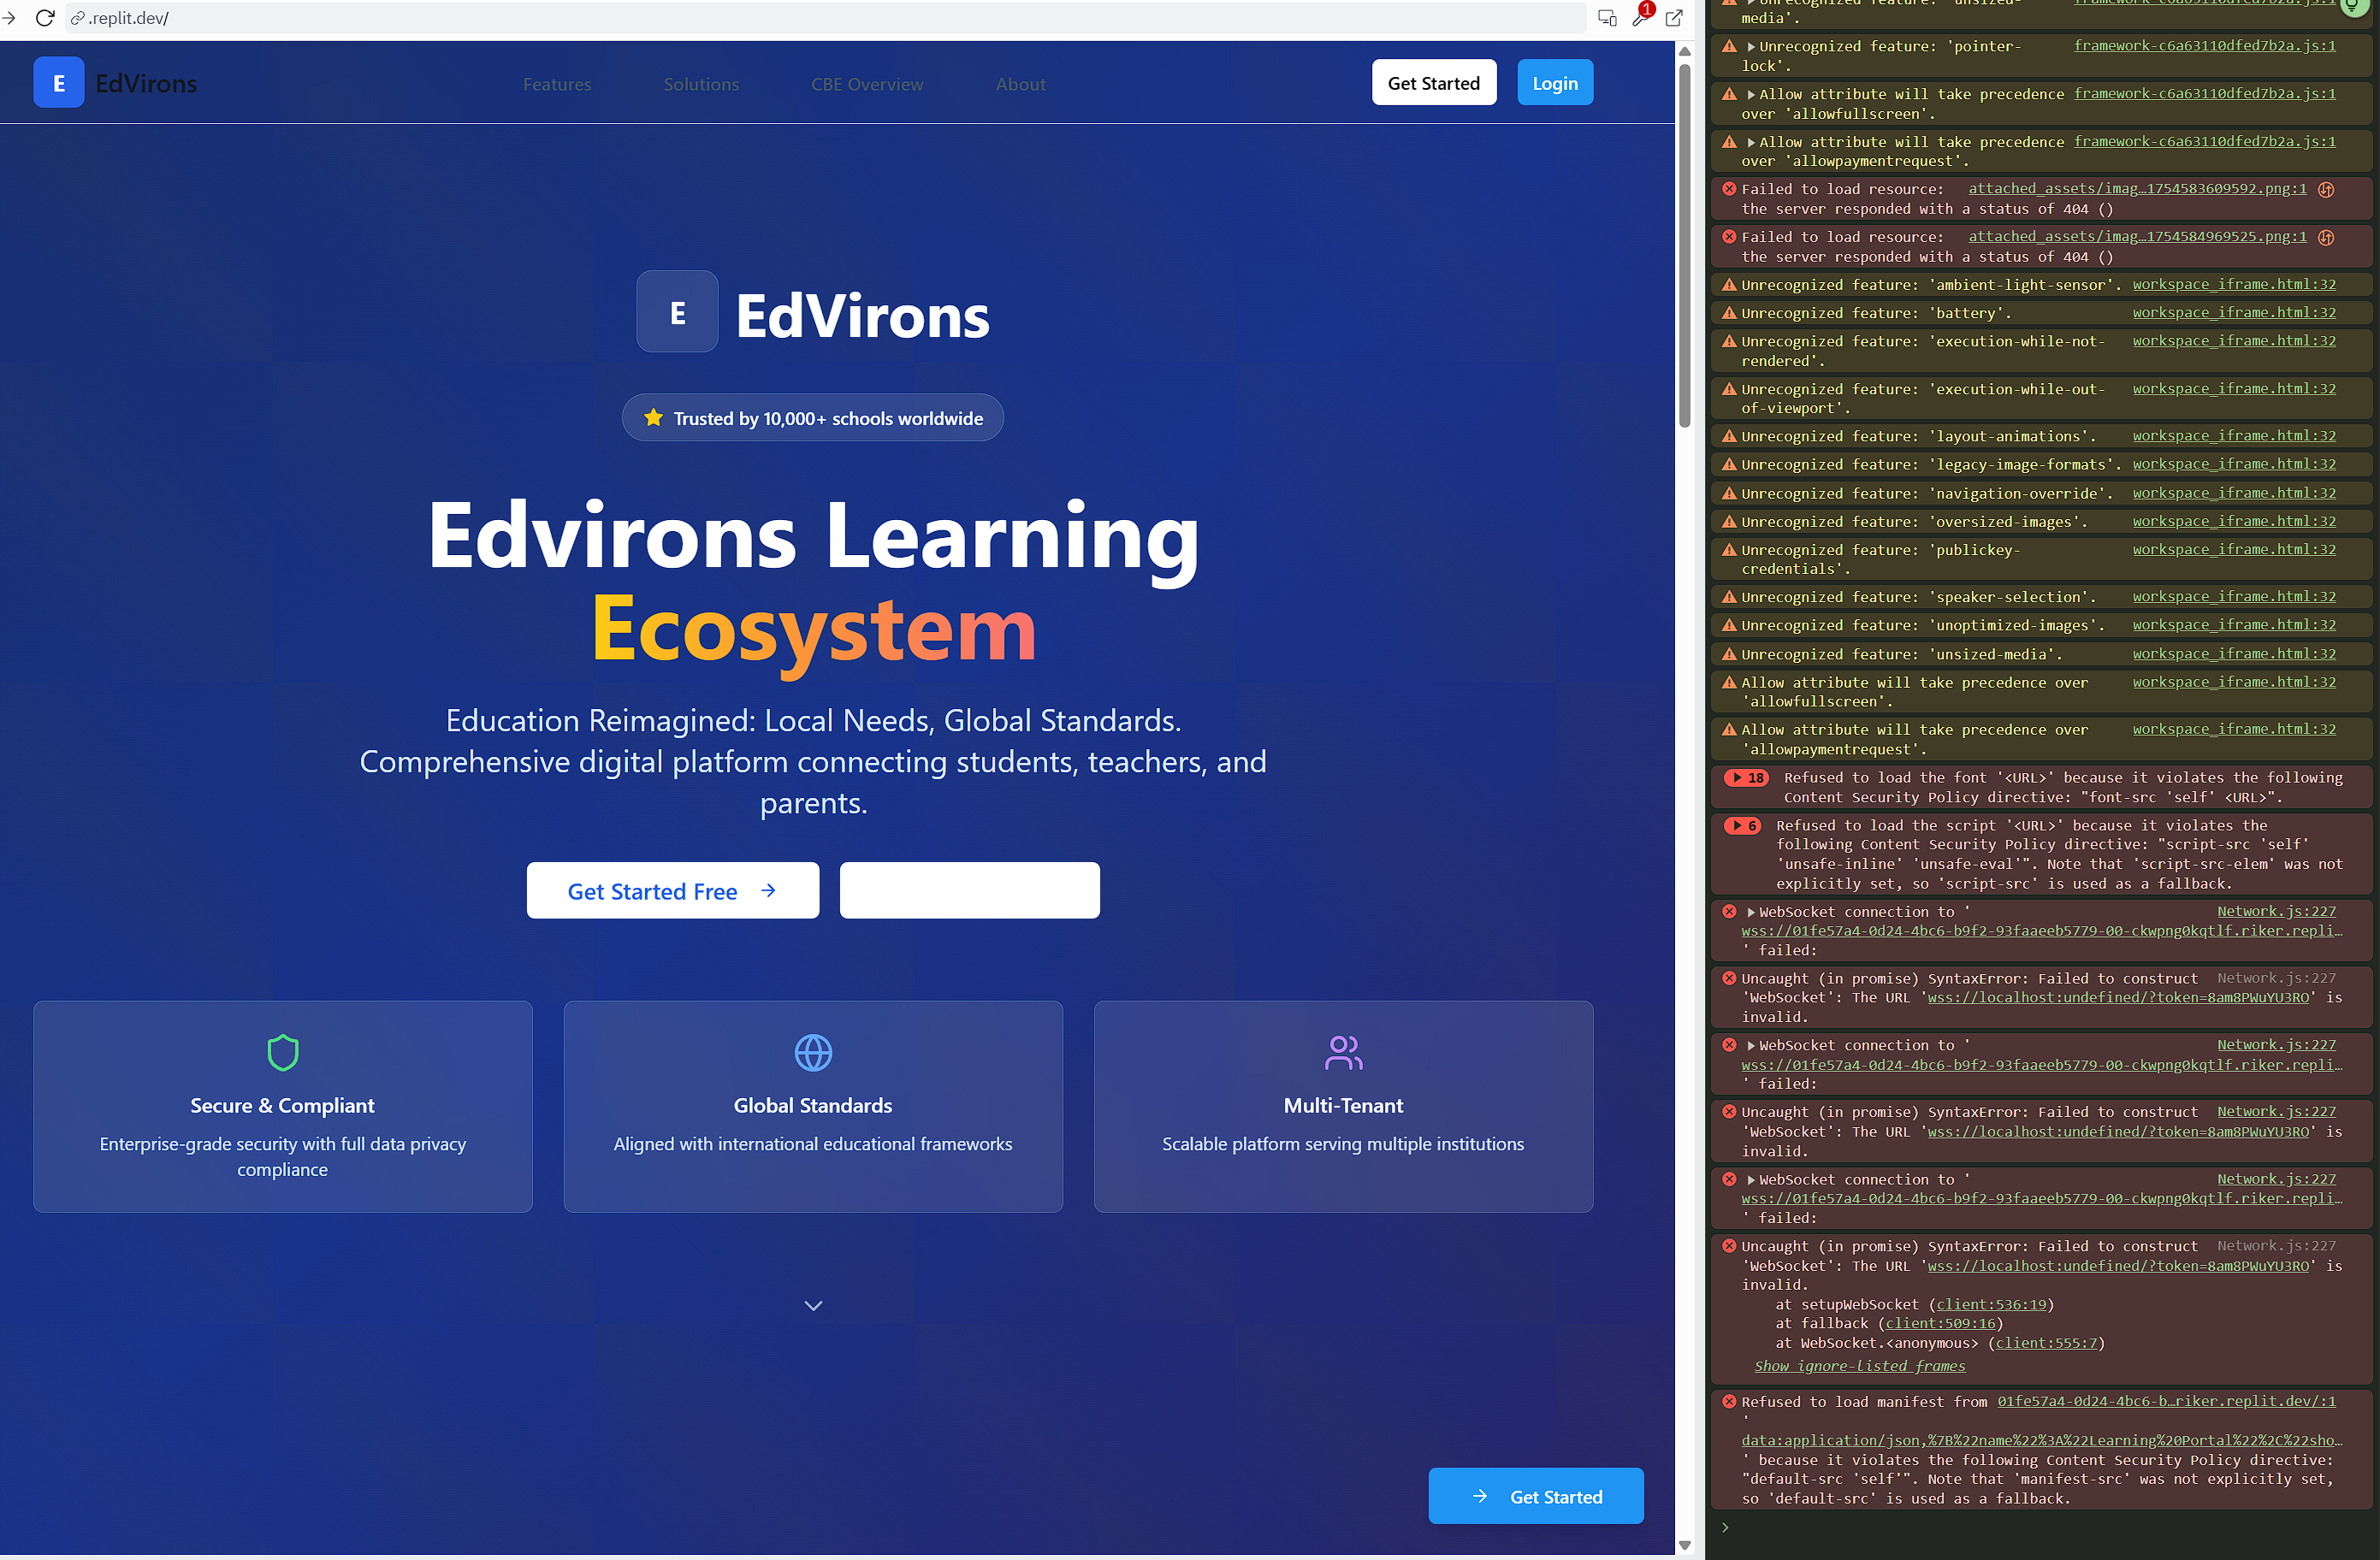 .replit.dev/
1
E
EdVirons
Features
Solutions
CBE Overview
About
Get Started
Login
E
EdVirons
Trusted by 10,000+ schools worldwide
Edvirons Learning
Ecosystem
Education Reimagined: Local Needs, Global Standards.
Comprehensive digital platform connecting students, teachers, and
parents.
Get Started Free
Secure & Compliant
Enterprise-grade security with full data privacy
compliance
Global Standards
Aligned with international educational frameworks
Multi-Tenant
Scalable platform serving multiple institutions
Get Started
Unrecognized feature: 'unsized- framework-c6a63110dfed7b2a.js:1
media'.
Unrecognized feature: 'pointer- framework-c6a63110dfed7b2a.js:1
lock'.
Allow attribute will take precedence framework-c6a63110dfed7b2a.js:1
over 'allowfullscreen'.
Allow attribute will take precedence framework-c6a63110dfed7b2a.js:1
over 'allowpaymentrequest'.
Failed to load resource: attached_assets/imag…1754583609592.png:1
the server responded with a status of 404 ()
Failed to load resource: attached_assets/imag…1754584969525.png:1
the server responded with a status of 404 ()
Unrecognized feature: 'ambient-light-sensor'. workspace_iframe.html:32
Unrecognized feature: 'battery'. workspace_iframe.html:32
Unrecognized feature: 'execution-while-not- workspace_iframe.html:32
rendered'.
Unrecognized feature: 'execution-while-out- workspace_iframe.html:32
of-viewport'.
Unrecognized feature: 'layout-animations'. workspace_iframe.html:32
Unrecognized feature: 'legacy-image-formats'. workspace_iframe.html:32
Unrecognized feature: 'navigation-override'. workspace_iframe.html:32
Unrecognized feature: 'oversized-images'. workspace_iframe.html:32
Unrecognized feature: 'publickey- workspace_iframe.html:32
credentials'.
Unrecognized feature: 'speaker-selection'. workspace_iframe.html:32
Unrecognized feature: 'unoptimized-images'. workspace_iframe.html:32
Unrecognized feature: 'unsized-media'. workspace_iframe.html:32
Allow attribute will take precedence over workspace_iframe.html:32
'allowfullscreen'.
Allow attribute will take precedence over workspace_iframe.html:32
'allowpaymentrequest'.
18 Refused to load the font '<URL>' because it violates the following
Content Security Policy directive: "font-src 'self' <URL>".
6 Refused to load the script '<URL>' because it violates the
following Content Security Policy directive: "script-src 'self'
'unsafe-inline' 'unsafe-eval'". Note that 'script-src-elem' was not
explicitly set, so 'script-src' is used as a fallback.
WebSocket connection to ' Network.js:227
wss://01fe57a4-0d24-4bc6-b9f2-93faaeeb5779-00-ckwpng0kqtlf.riker.repli…
' failed:
Uncaught (in promise) SyntaxError: Failed to construct Network.js:227
'WebSocket': The URL 'wss://localhost:undefined/?token=8am8PWuYU3RO' is
invalid.
WebSocket connection to ' Network.js:227
wss://01fe57a4-0d24-4bc6-b9f2-93faaeeb5779-00-ckwpng0kqtlf.riker.repli…
' failed:
Uncaught (in promise) SyntaxError: Failed to construct Network.js:227
'WebSocket': The URL 'wss://localhost:undefined/?token=8am8PWuYU3RO' is
invalid.
WebSocket connection to ' Network.js:227
wss://01fe57a4-0d24-4bc6-b9f2-93faaeeb5779-00-ckwpng0kqtlf.riker.repli…
' failed:
Uncaught (in promise) SyntaxError: Failed to construct Network.js:227
'WebSocket': The URL 'wss://localhost:undefined/?token=8am8PWuYU3RO' is
invalid.
at setupWebSocket (client:536:19)
at fallback (client:509:16)
at WebSocket.<anonymous> (client:555:7)
Show ignore-listed frames
Refused to load manifest from 01fe57a4-0d24-4bc6-b…riker.replit.dev/:1
'
data:application/json,%7B%22name%22%3A%22Learning%20Portal%22%2C%22sho…
' because it violates the following Content Security Policy directive:
"default-src 'self'". Note that 'manifest-src' was not explicitly set,
so 'default-src' is used as a fallback.